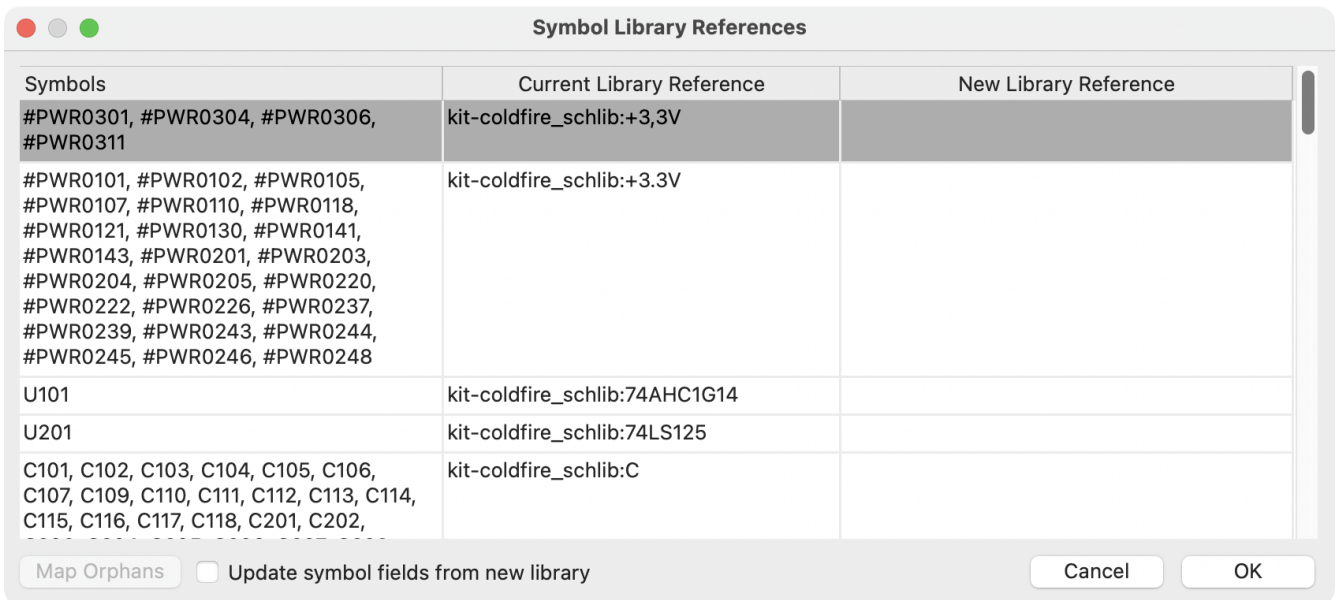 Symbol Library References
Symbols
Current Library Reference
New Library Reference
#PWR0301, #PWR0304, #PWR0306,
#PWR0311
kit-coldfire_schlib:+3,3V
#PWR0101, #PWR0102, #PWR0105,
#PWR0107, #PWR0110, #PWR0118,
#PWR0121, #PWR0130, #PWR0141,
#PWR0143, #PWR0201, #PWR0203,
#PWR0204, #PWR0205, #PWR0220,
#PWR0222, #PWR0226, #PWR0237,
#PWR0239, #PWR0243, #PWR0244,
#PWR0245, #PWR0246, #PWR0248
kit-coldfire_schlib:+3.3V
U101
kit-coldfire_schlib:74AHC1G14
U201
kit-coldfire_schlib:74LS125
C101, C102, C103, C104, C105, C106,
C107, C109, C110, C111, C112, C113, C114,
C115, C116, C117, C118, C201, C202,
kit-coldfire_schlib:C
Map Orphans
Update symbol fields from new library
Cancel
OK